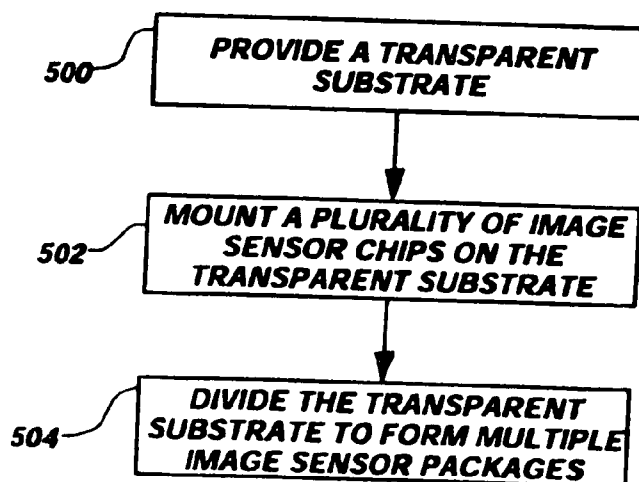 500
PROVIDE A TRANSPARENT
SUBSTRATE
502
MOUNT A PLURALITY OF IMAGE
SENSOR CHIPS ON THE
TRANSPARENT SUBSTRATE
504
DIVIDE THE TRANSPARENT
SUBSTRATE TO FORM MULTIPLE
IMAGE SENSOR PACKAGES